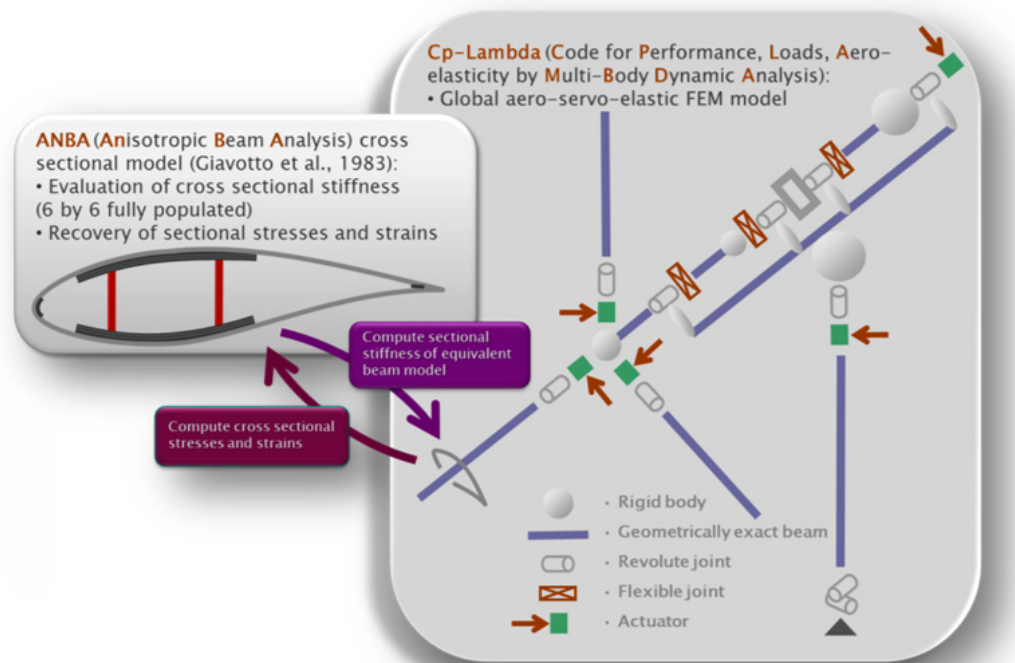 Cp-Lambda (Code for Performance, Loads, Aero-
elasticity by Multi-Body Dynamic Analysis):
• Global aero-servo-elastic FEM model
ANBA (Anisotropic Beam Analysis) cross
sectional model (Giavotto et al., 1983):
• Evaluation of cross sectional stiffness
(6 by 6 fully populated)
• Recovery of sectional stresses and strains
Compute sectional
stiffness of equivalent
beam model
Compute cross sectional
stresses and strains
· Rigid body
· Geometrically exact beam
· Revolute joint
· Flexible joint
· Actuator